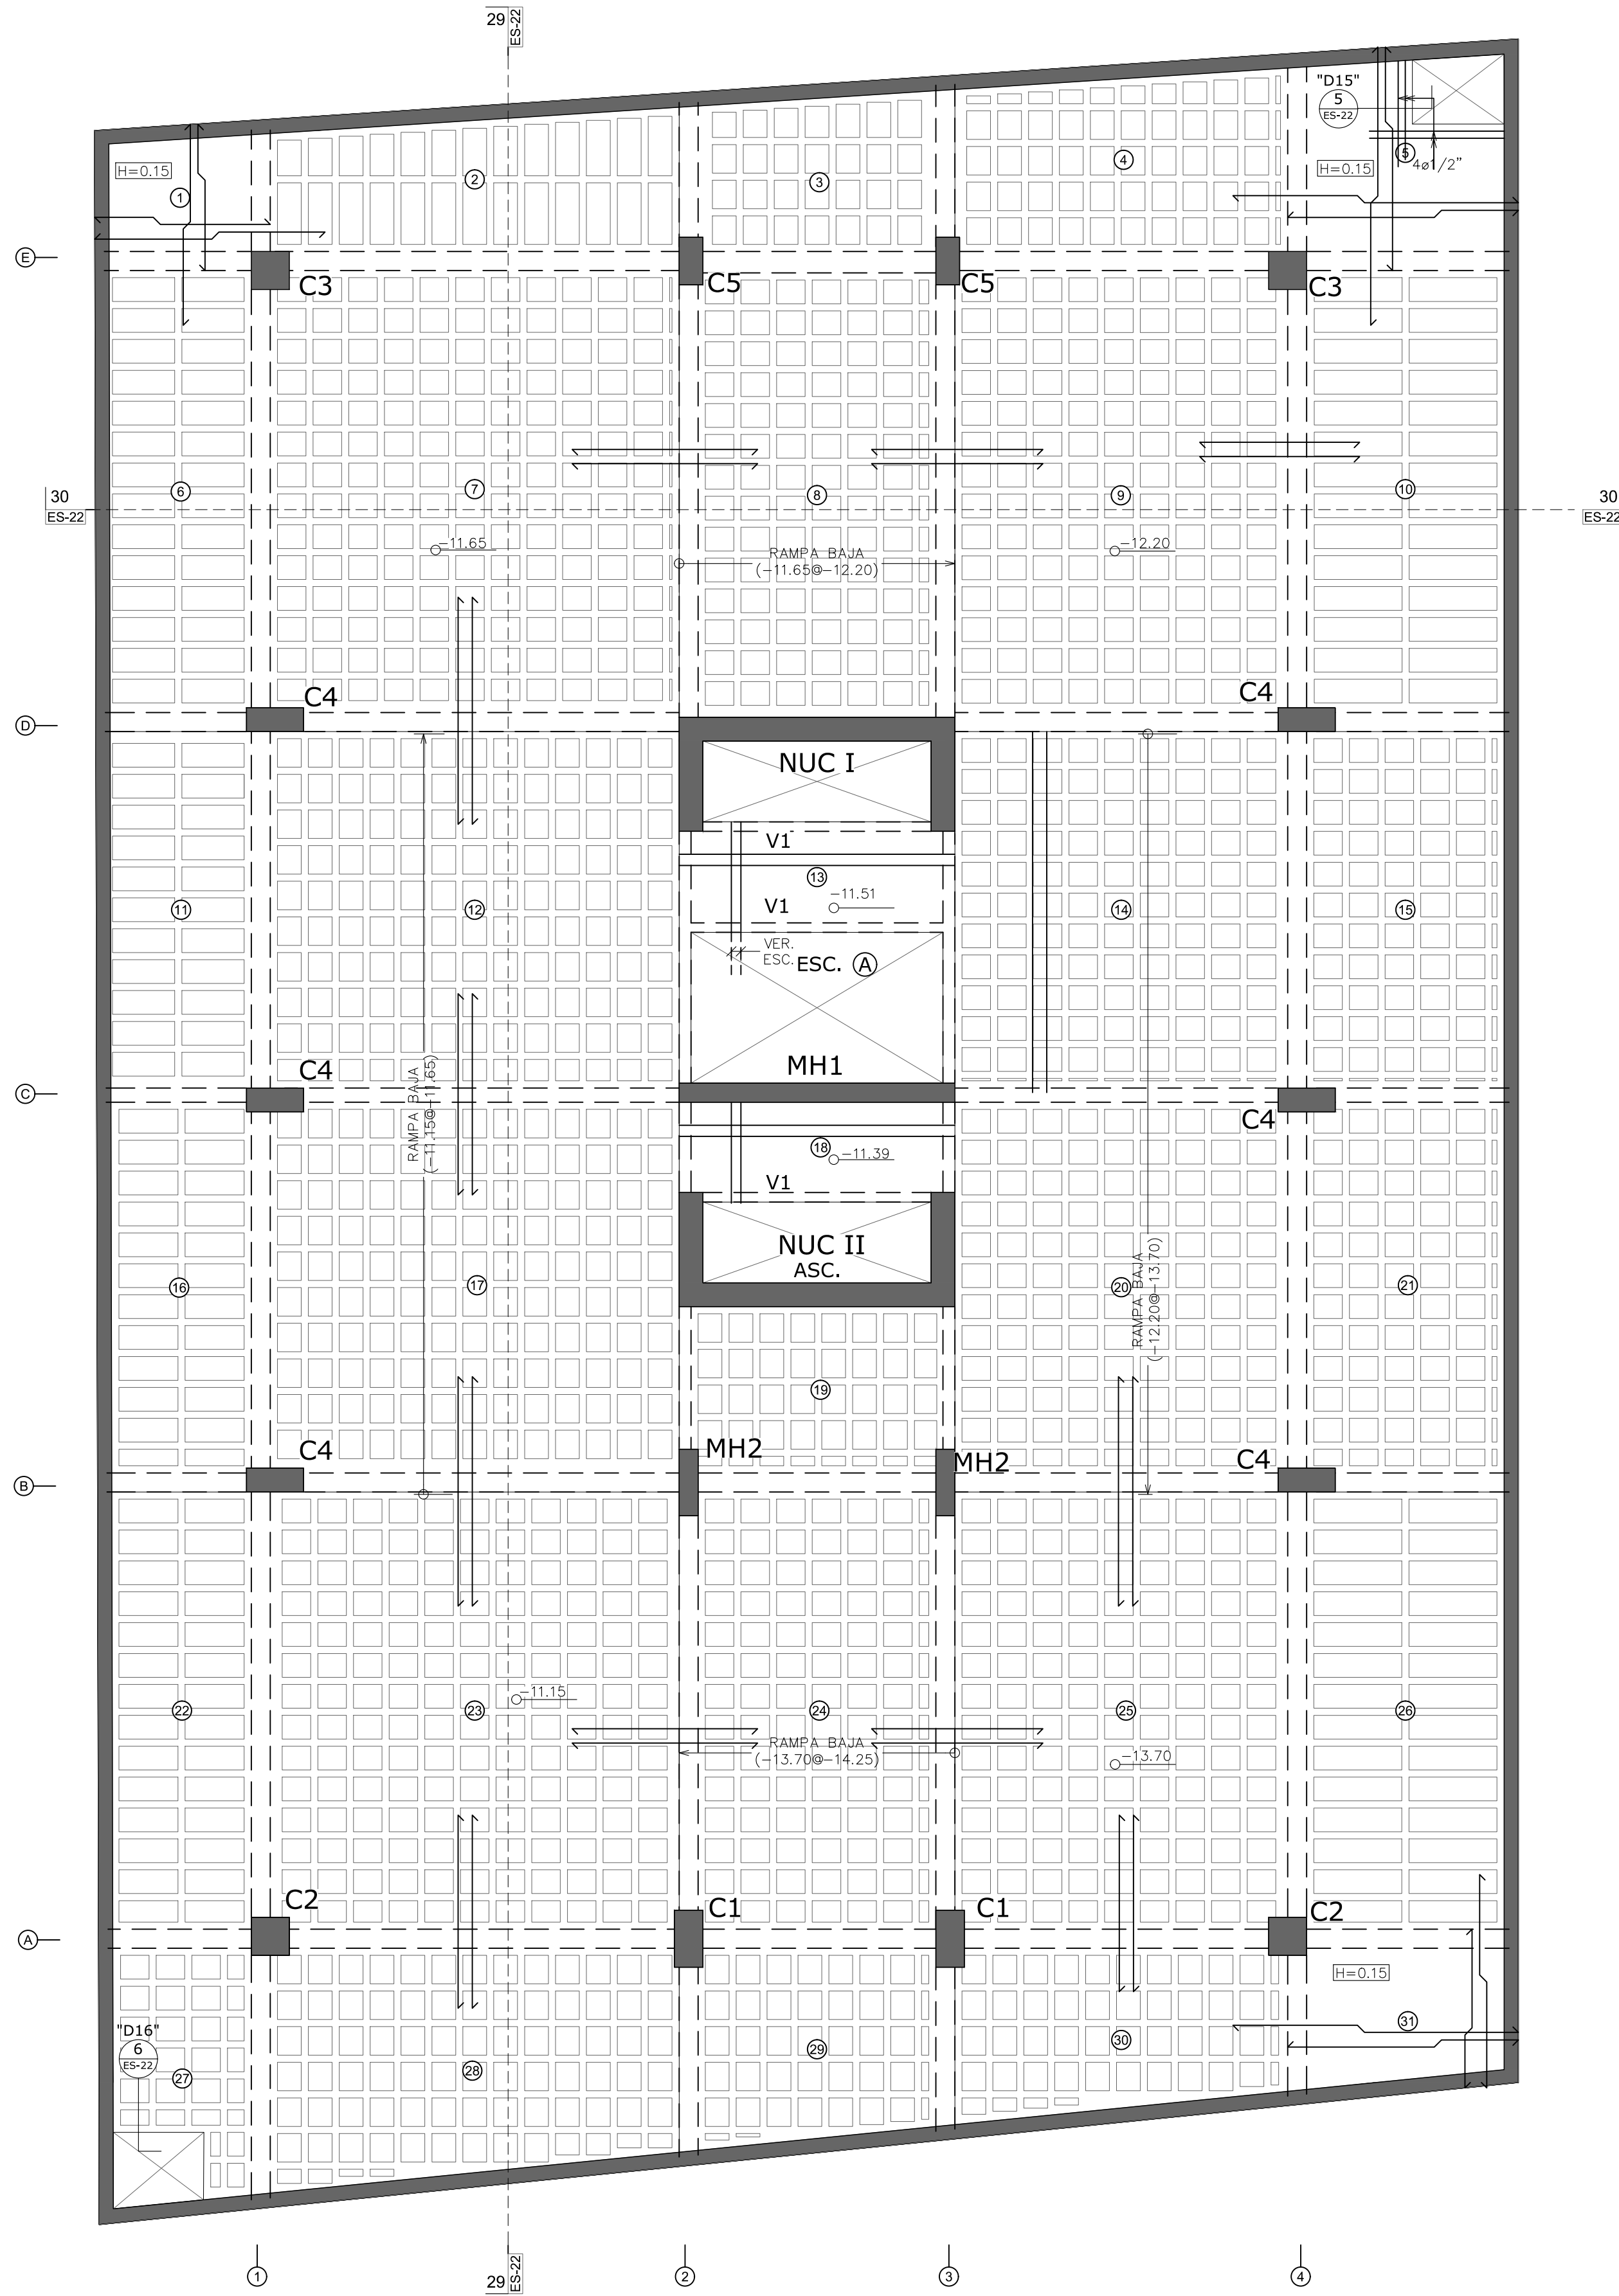 29
ES-22
"D15"
5
ES-22
H=0.15
1
2
3
4
H=0.15
5
4ø1/2"
E
C3
C5
C5
C3
6
7
8
9
10
30
ES-22
30
ES-22
-11.65
RAMPA BAJA
(-11.65@-12.20)
-12.20
C4
C4
D
NUC I
V1
13
11
12
V1
-11.51
14
15
VER.
ESC.
ESC. A
MH1
C4
RAMPA BAJA
(-11.15@-11.65)
C
C4
18
-11.39
V1
NUC II
ASC.
16
17
20
RAMPA BAJA
(-12.20@-13.70)
21
19
C4
MH2
MH2
C4
B
-11.15
22
23
24
25
26
RAMPA BAJA
(-13.70@-14.25)
-13.70
C2
C1
C1
C2
A
H=0.15
"D16"
6
ES-22
27
28
29
30
31
1
2
3
4
29
ES-22